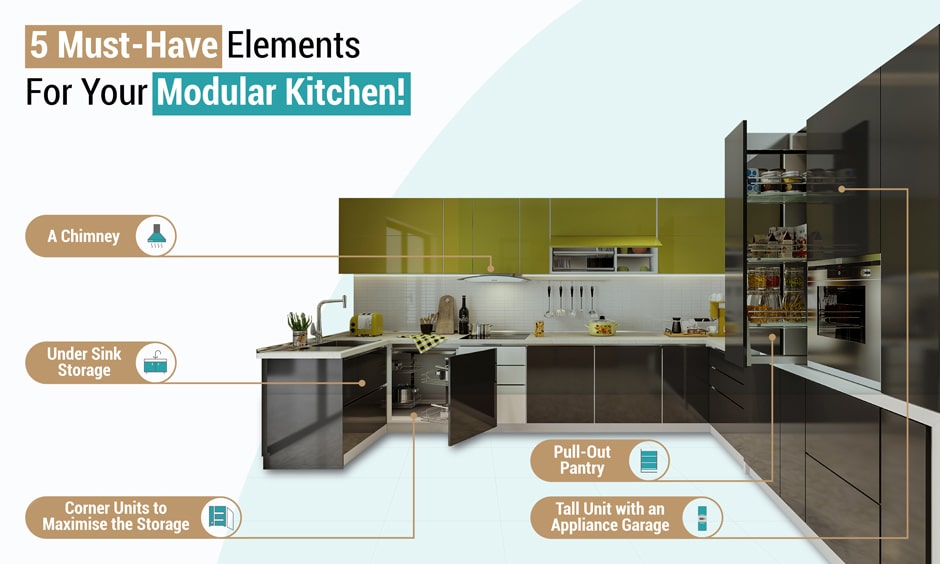 5 Must-Have Elements
For Your Modular Kitchen!
A Chimney
Under Sink
Storage
Corner Units to
Maximise the Storage
Pull-Out
Pantry
Tall Unit with an
Appliance Garage